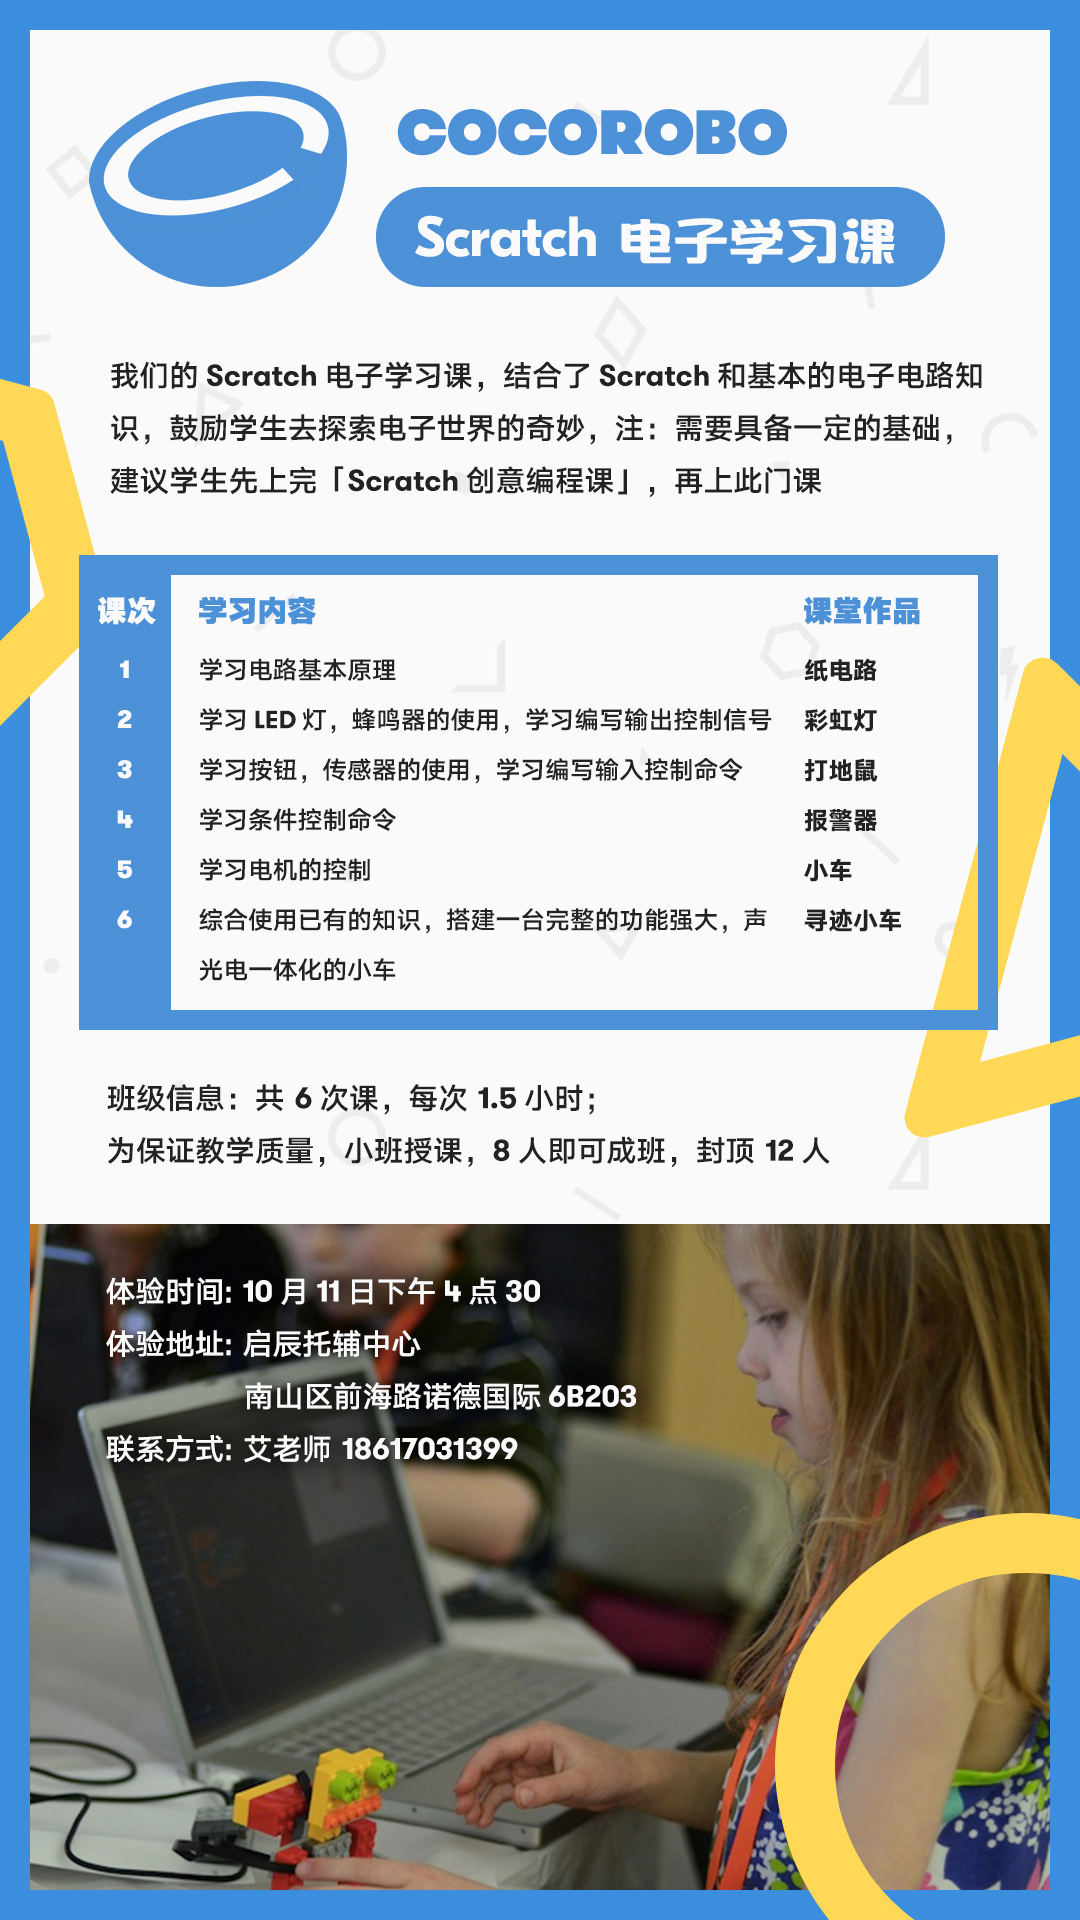 COCOROBO
Scratch 电子学习课
我们的 Scratch 电子学习课，结合了 Scratch 和基本的电子电路知
识，鼓励学生去探索电子世界的奇妙，注：需要具备一定的基础，
建议学生先上完「Scratch 创意编程课」，再上此门课
课次 学习内容 课堂作品
1 学习电路基本原理 纸电路
2 学习 LED 灯，蜂鸣器的使用，学习编写输出控制信号 彩虹灯
3 学习按钮，传感器的使用，学习编写输入控制命令 打地鼠
4 学习条件控制命令 报警器
5 学习电机的控制 小车
6 综合使用已有的知识，搭建一台完整的功能强大，声 寻迹小车
光电一体化的小车
班级信息：共 6 次课，每次 1.5 小时；
为保证教学质量，小班授课，8 人即可成班，封顶 12 人
体验时间: 10 月 11 日下午 4 点 30
体验地址: 启辰托辅中心
南山区前海路诺德国际 6B203
联系方式: 艾老师 18617031399